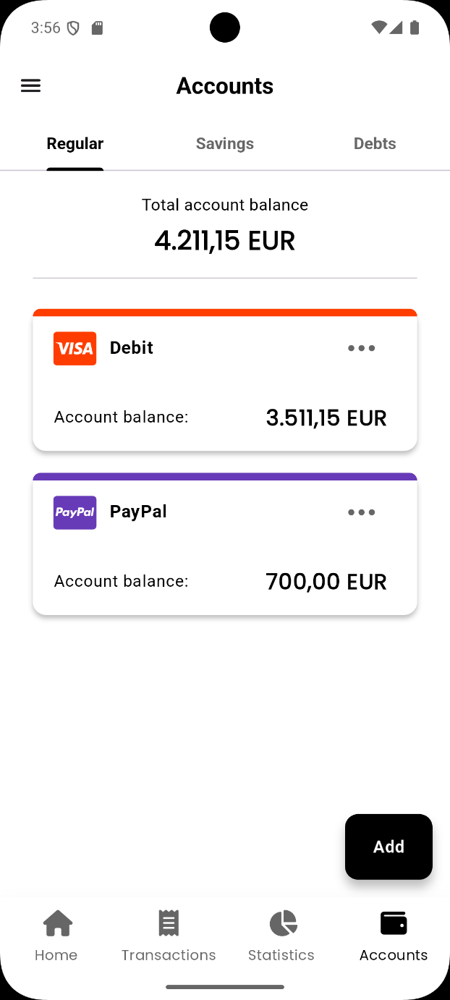 3:56
Accounts
Regular Savings Debts
Total account balance
4.211,15 EUR
VISA Debit
Account balance: 3.511,15 EUR
PayPal PayPal
Account balance: 700,00 EUR
Add
Home Transactions Statistics Accounts